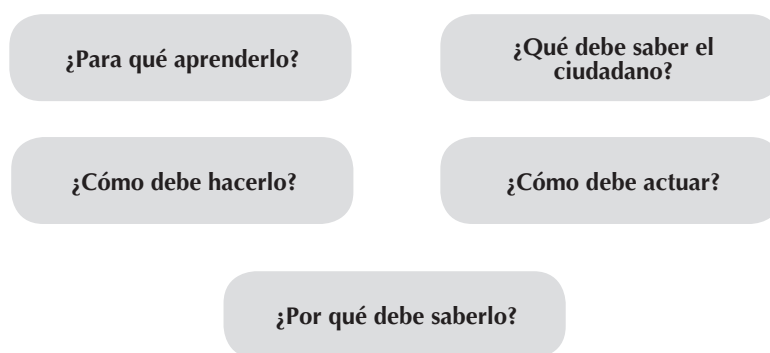 ¿Para qué aprenderlo?
¿Qué debe saber el
ciudadano?
¿Cómo debe hacerlo?
¿Cómo debe actuar?
¿Por qué debe saberlo?